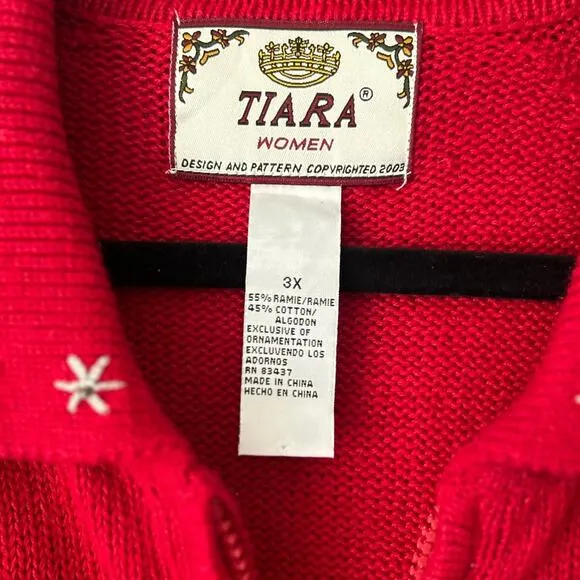 TIARA®
WOMEN
DESIGN AND PATTERN COPYRIGHTED 2003
3X
55% RAMIE/RAMIE
45% COTTON/
ALGODON
EXCLUSIVE OF
ORNAMENTATION
EXCLUVENDO LOS
ADORNOS
RN 83437
MADE IN CHINA
HECHO EN CHINA